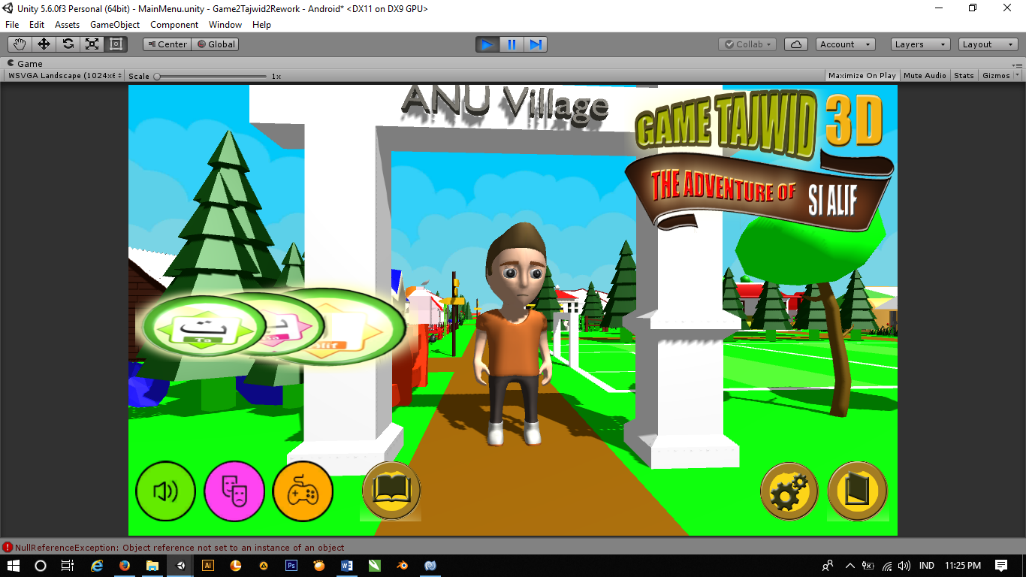 Unity 5.6.0f3 Personal (64bit) - MainMenu.unity - Game2Tajwid2Rework - Android* <DX11 on DX9 GPU>
File Edit Assets GameObject Component Window Help
Center Global Collab Account Layers Layout
Game
WSVGA Landscape (1024x6 Scale 1x Maximize On Play Mute Audio Stats Gizmos
ANU Village
GAME TAJWID 3D
THE ADVENTURE OF SI ALIF
Ta
NullReferenceException: Object reference not set to an instance of an object
Ai Ps IND 11:25 PM